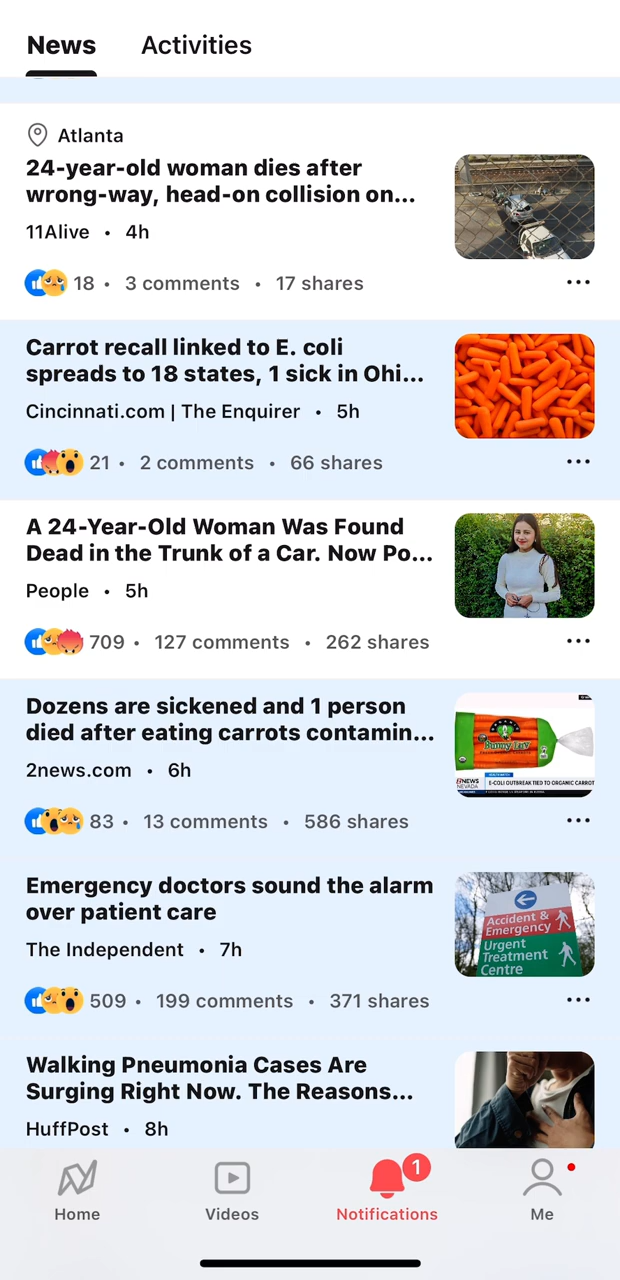 News Activities
Atlanta
24-year-old woman dies after
wrong-way, head-on collision on...
11Alive • 4h
18 • 3 comments • 17 shares
Carrot recall linked to E. coli
spreads to 18 states, 1 sick in Ohi...
Cincinnati.com | The Enquirer • 5h
21 • 2 comments • 66 shares
A 24-Year-Old Woman Was Found
Dead in the Trunk of a Car. Now Po...
People • 5h
709 • 127 comments • 262 shares
Dozens are sickened and 1 person
died after eating carrots contamin...
2news.com • 6h
83 • 13 comments • 586 shares
Bunny Luv
2NEWS
NEVADA
E-COLI OUTBREAK TIED TO ORGANIC CARROT
Emergency doctors sound the alarm
over patient care
The Independent • 7h
509 • 199 comments • 371 shares
Accident &
Emergency
Urgent
Treatment
Centre
Walking Pneumonia Cases Are
Surging Right Now. The Reasons...
HuffPost • 8h
1
Home Videos Notifications Me